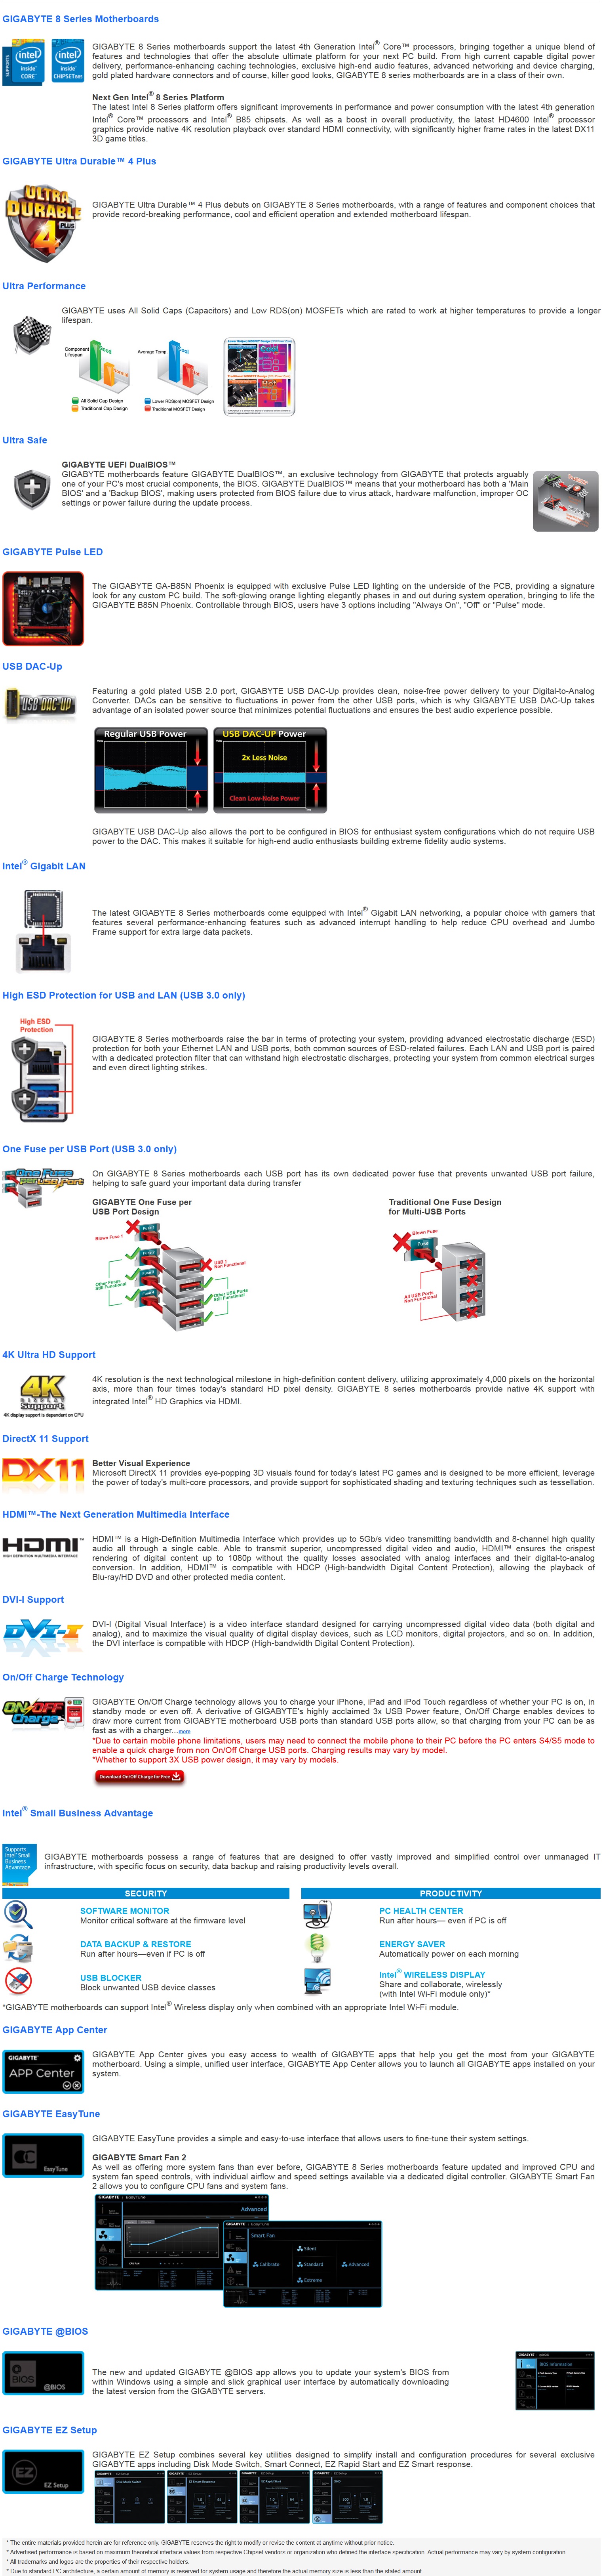 GIGABYTE 8 Series Motherboards
SUPPORTS
intel inside CORE™
intel inside CHIPSET B85
GIGABYTE 8 Series motherboards support the latest 4th Generation Intel® Core™ processors, bringing together a unique blend of
features and technologies that offer the absolute ultimate platform for your next PC build. From high current capable digital power
delivery, performance-enhancing caching technologies, exclusive high-end audio features, advanced networking and device charging,
gold plated hardware connectors and of course, killer good looks, GIGABYTE 8 series motherboards are in a class of their own.
Next Gen Intel® 8 Series Platform
The latest Intel 8 Series platform offers significant improvements in performance and power consumption with the latest 4th generation
Intel® Core™ processors and Intel® B85 chipsets. As well as a boost in overall productivity, the latest HD4600 Intel® processor
graphics provide native 4K resolution playback over standard HDMI connectivity, with significantly higher frame rates in the latest DX11
3D game titles.
GIGABYTE Ultra Durable™ 4 Plus
ULTRA
DURABLE
4
PLUS
GIGABYTE Ultra Durable™ 4 Plus debuts on GIGABYTE 8 Series motherboards, with a range of features and component choices that
provide record-breaking performance, cool and efficient operation and extended motherboard lifespan.
Ultra Performance
GIGABYTE uses All Solid Caps (Capacitors) and Low RDS(on) MOSFETs which are rated to work at higher temperatures to provide a longer
lifespan.
Component
Lifespan
All Solid Cap Design
Traditional Cap Design
Average Temp.
Lower RDS(on) MOSFET Design
Traditional MOSFET Design
Ultra Safe
GIGABYTE UEFI DualBIOS™
GIGABYTE motherboards feature GIGABYTE DualBIOS™, an exclusive technology from GIGABYTE that protects arguably
one of your PC's most crucial components, the BIOS. GIGABYTE DualBIOS™ means that your motherboard has both a 'Main
BIOS' and a 'Backup BIOS', making users protected from BIOS failure due to virus attack, hardware malfunction, improper OC
settings or power failure during the update process.
GIGABYTE Pulse LED
The GIGABYTE GA-B85N Phoenix is equipped with exclusive Pulse LED lighting on the underside of the PCB, providing a signature
look for any custom PC build. The soft-glowing orange lighting elegantly phases in and out during system operation, bringing to life the
GIGABYTE B85N Phoenix. Controllable through BIOS, users have 3 options including "Always On", "Off" or "Pulse" mode.
USB DAC-Up
USB DAC-UP
Featuring a gold plated USB 2.0 port, GIGABYTE USB DAC-Up provides clean, noise-free power delivery to your Digital-to-Analog
Converter. DACs can be sensitive to fluctuations in power from the other USB ports, which is why GIGABYTE USB DAC-Up takes
advantage of an isolated power source that minimizes potential fluctuations and ensures the best audio experience possible.
Regular USB Power
USB DAC-UP Power
2x Less Noise
Clean Low-Noise Power
GIGABYTE USB DAC-Up also allows the port to be configured in BIOS for enthusiast system configurations which do not require USB
power to the DAC. This makes it suitable for high-end audio enthusiasts building extreme fidelity audio systems.
Intel® Gigabit LAN
The latest GIGABYTE 8 Series motherboards come equipped with Intel® Gigabit LAN networking, a popular choice with gamers that
features several performance-enhancing features such as advanced interrupt handling to help reduce CPU overhead and Jumbo
Frame support for extra large data packets.
High ESD Protection for USB and LAN (USB 3.0 only)
High ESD
Protection
GIGABYTE 8 Series motherboards raise the bar in terms of protecting your system, providing advanced electrostatic discharge (ESD)
protection for both your Ethernet LAN and USB ports, both common sources of ESD-related failures. Each LAN and USB port is paired
with a dedicated protection filter that can withstand high electrostatic discharges, protecting your system from common electrical surges
and even direct lighting strikes.
One Fuse per USB Port (USB 3.0 only)
One Fuse
Per USB Port
On GIGABYTE 8 Series motherboards each USB port has its own dedicated power fuse that prevents unwanted USB port failure,
helping to safe guard your important data during transfer
GIGABYTE One Fuse per
USB Port Design
Traditional One Fuse Design
for Multi-USB Ports
Blown Fuse 1
Fuse 1
USB 1
Non Functional
Other Fuses
Still Functional
Other USB Ports
Still Functional
Blown Fuse
Fuse
All USB Ports
Non Functional
4K Ultra HD Support
4K
DISPLAY
Support
4K display support is dependent on CPU
4K resolution is the next technological milestone in high-definition content delivery, utilizing approximately 4,000 pixels on the horizontal
axis, more than four times today's standard HD pixel density. GIGABYTE 8 series motherboards provide native 4K support with
integrated Intel® HD Graphics via HDMI.
DirectX 11 Support
DX11
Better Visual Experience
Microsoft DirectX 11 provides eye-popping 3D visuals found for today's latest PC games and is designed to be more efficient, leverage
the power of today's multi-core processors, and provide support for sophisticated shading and texturing techniques such as tessellation.
HDMI™-The Next Generation Multimedia Interface
HDMI™
HIGH DEFINITION MULTIMEDIA INTERFACE
HDMI™ is a High-Definition Multimedia Interface which provides up to 5Gb/s video transmitting bandwidth and 8-channel high quality
audio all through a single cable. Able to transmit superior, uncompressed digital video and audio, HDMI™ ensures the crispest
rendering of digital content up to 1080p without the quality losses associated with analog interfaces and their digital-to-analog
conversion. In addition, HDMI™ is compatible with HDCP (High-bandwidth Digital Content Protection), allowing the playback of
Blu-ray/HD DVD and other protected media content.
DVI-I Support
DVI-I
DVI-I (Digital Visual Interface) is a video interface standard designed for carrying uncompressed digital video data (both digital and
analog), and to maximize the visual quality of digital display devices, such as LCD monitors, digital projectors, and so on. In addition,
the DVI interface is compatible with HDCP (High-bandwidth Digital Content Protection).
On/Off Charge Technology
ON/OFF
Charge
GIGABYTE On/Off Charge technology allows you to charge your iPhone, iPad and iPod Touch regardless of whether your PC is on, in
standby mode or even off. A derivative of GIGABYTE's highly acclaimed 3x USB Power feature, On/Off Charge enables devices to
draw more current from GIGABYTE motherboard USB ports than standard USB ports allow, so that charging from your PC can be as
fast as with a charger...more
*Due to certain mobile phone limitations, users may need to connect the mobile phone to their PC before the PC enters S4/S5 mode to
enable a quick charge from non On/Off Charge USB ports. Charging results may vary by model.
*Whether to support 3X USB power design, it may vary by models.
Download On/Off Charge for Free
Intel® Small Business Advantage
Supports
Intel® Small
Business
Advantage
GIGABYTE motherboards possess a range of features that are designed to offer vastly improved and simplified control over unmanaged IT
infrastructure, with specific focus on security, data backup and raising productivity levels overall.
SECURITY
PRODUCTIVITY
SOFTWARE MONITOR
Monitor critical software at the firmware level
PC HEALTH CENTER
Run after hours— even if PC is off
DATA BACKUP & RESTORE
Run after hours—even if PC is off
ENERGY SAVER
Automatically power on each morning
USB BLOCKER
Block unwanted USB device classes
Intel® WIRELESS DISPLAY
Share and collaborate, wirelessly
(with Intel Wi-Fi module only)*
*GIGABYTE motherboards can support Intel® Wireless display only when combined with an appropriate Intel Wi-Fi module.
GIGABYTE App Center
GIGABYTE
APP Center
GIGABYTE App Center gives you easy access to wealth of GIGABYTE apps that help you get the most from your GIGABYTE
motherboard. Using a simple, unified user interface, GIGABYTE App Center allows you to launch all GIGABYTE apps installed on your
system.
GIGABYTE EasyTune
EasyTune
GIGABYTE EasyTune provides a simple and easy-to-use interface that allows users to fine-tune their system settings.
GIGABYTE Smart Fan 2
As well as offering more system fans than ever before, GIGABYTE 8 Series motherboards feature updated and improved CPU and
system fan speed controls, with individual airflow and speed settings available via a dedicated digital controller. GIGABYTE Smart Fan
2 allows you to configure CPU fans and system fans.
GIGABYTE
Advanced
GIGABYTE
Smart Fan
Silent
Calibrate
Standard
Advanced
Extreme
GIGABYTE @BIOS
BIOS
@BIOS
The new and updated GIGABYTE @BIOS app allows you to update your system's BIOS from
within Windows using a simple and slick graphical user interface by automatically downloading
the latest version from the GIGABYTE servers.
GIGABYTE
BIOS Information
GIGABYTE EZ Setup
EZ
EZ Setup
GIGABYTE EZ Setup combines several key utilities designed to simplify install and configuration procedures for several exclusive
GIGABYTE apps including Disk Mode Switch, Smart Connect, EZ Rapid Start and EZ Smart response.
* The entire materials provided herein are for reference only. GIGABYTE reserves the right to modify or revise the content at anytime without prior notice.
* Advertised performance is based on maximum theoretical interface values from respective Chipset vendors or organization who defined the interface specification. Actual performance may vary by system configuration.
* All trademarks and logos are the properties of their respective holders.
* Due to standard PC architecture, a certain amount of memory is reserved for system usage and therefore the actual memory size is less than the stated amount.